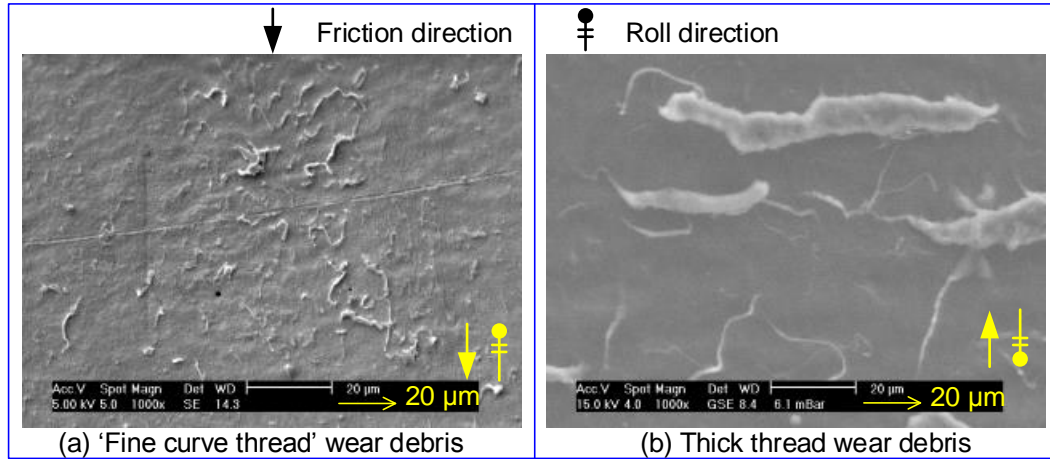 Friction direction
Roll direction
Acc.V Spot Magn Det WD 20 µm
5.00 kV 5.0 1000x SE 14.3
20 µm
(a) ‘Fine curve thread’ wear debris
Acc.V Spot Magn Det WD 20 µm
15.0 kV 4.0 1000x GSE 8.4 6.1 mBar
20 µm
(b) Thick thread wear debris